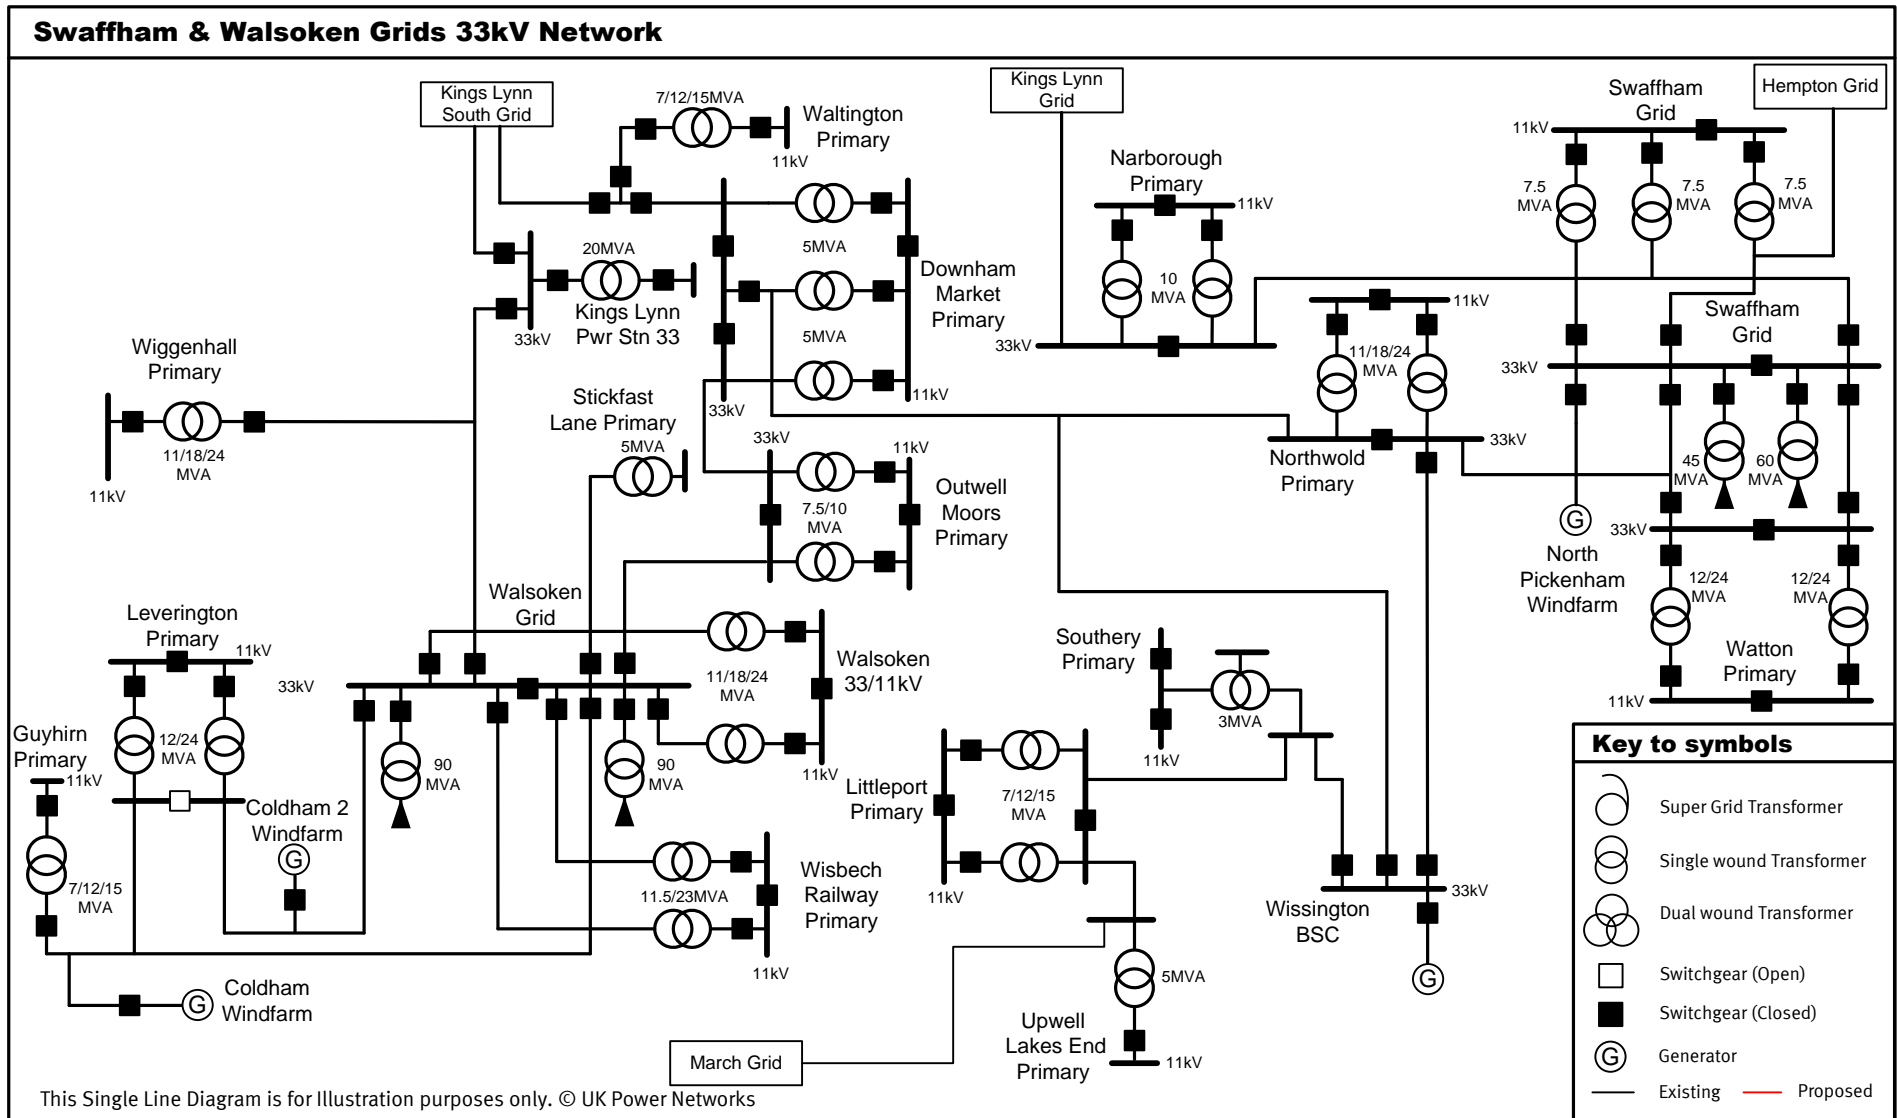 Swaffham & Walsoken Grids 33kV Network
Kings Lynn
South Grid
7/12/15MVA
11kV
Waltington
Primary
Kings Lynn
Grid
Narborough
Primary
11kV
10
MVA
33kV
Swaffham
Grid
Hempton Grid
11kV
7.5
MVA
7.5
MVA
7.5
MVA
20MVA
Kings Lynn
Pwr Stn 33
33kV
5MVA
5MVA
Downham
Market
Primary
33kV
11kV
Wiggenhall
Primary
11/18/24
MVA
11kV
Stickfast
Lane Primary
5MVA
11kV
11/18/24
MVA
Northwold
Primary
33kV
Swaffham
Grid
33kV
45
MVA
60
MVA
33kV
11kV
7.5/10
MVA
Outwell
Moors
Primary
G
North
Pickenham
Windfarm
33kV
12/24
MVA
12/24
MVA
Watton
Primary
11kV
Walsoken
Grid
33kV
Leverington
Primary
11kV
12/24
MVA
11/18/24
MVA
Walsoken
33/11kV
11kV
Guyhirn
Primary
11kV
7/12/15
MVA
Coldham 2
Windfarm
G
90
MVA
90
MVA
11.5/23MVA
Wisbech
Railway
Primary
11kV
G
Coldham
Windfarm
Southery
Primary
11kV
3MVA
Littleport
Primary
7/12/15
MVA
11kV
Wissington
BSC
33kV
G
5MVA
Upwell
Lakes End
Primary
11kV
March Grid
Key to symbols
Super Grid Transformer
Single wound Transformer
Dual wound Transformer
Switchgear (Open)
Switchgear (Closed)
G
Generator
Existing
Proposed
This Single Line Diagram is for Illustration purposes only. © UK Power Networks